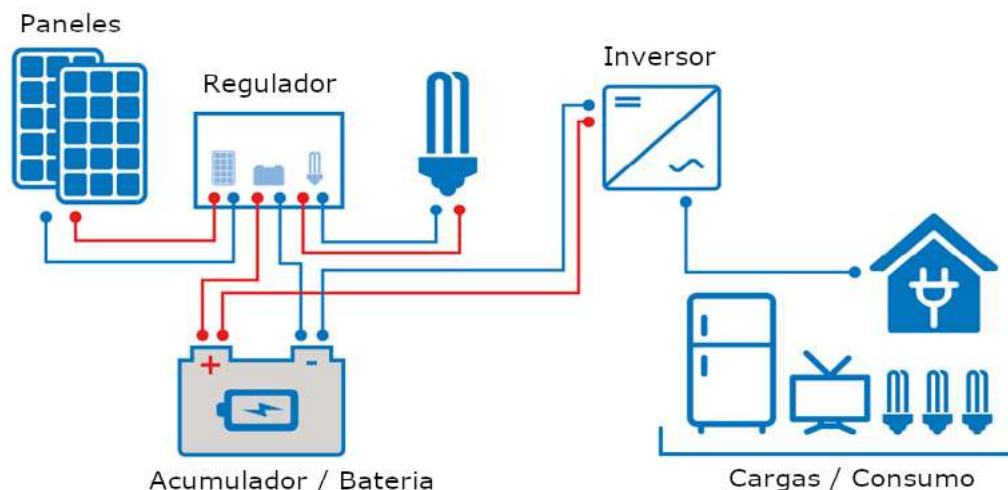 Paneles
Regulador
Inversor
+
-
Acumulador / Bateria
Cargas / Consumo